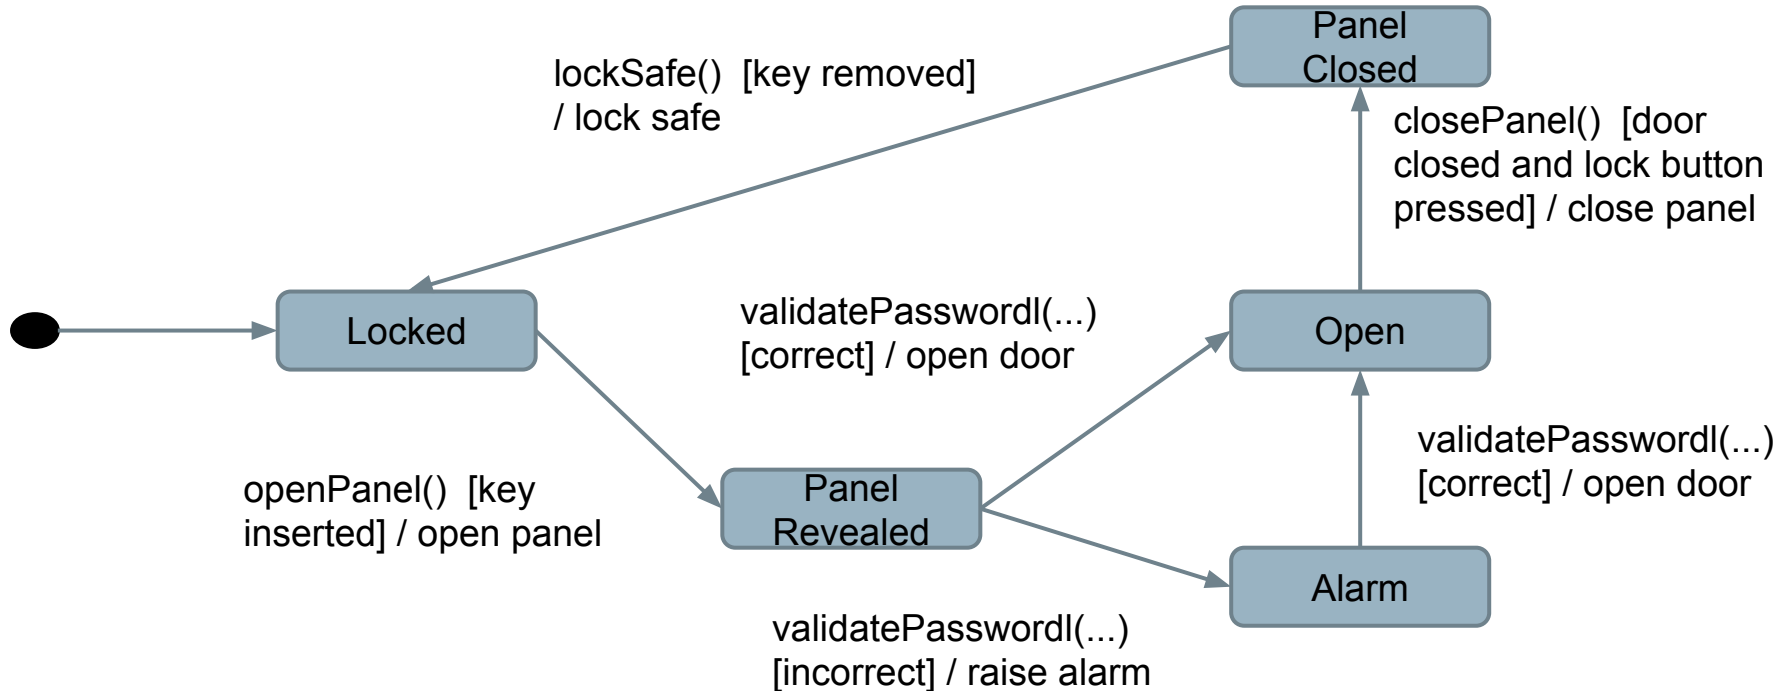 Panel
Closed
lockSafe()  [key removed]
/ lock safe
closePanel()  [door
closed and lock button
pressed] / close panel
Locked
validatePasswordl(...)
[correct] / open door
Open
openPanel()  [key
inserted] / open panel
Panel
Revealed
validatePasswordl(...)
[correct] / open door
Alarm
validatePasswordl(...)
[incorrect] / raise alarm